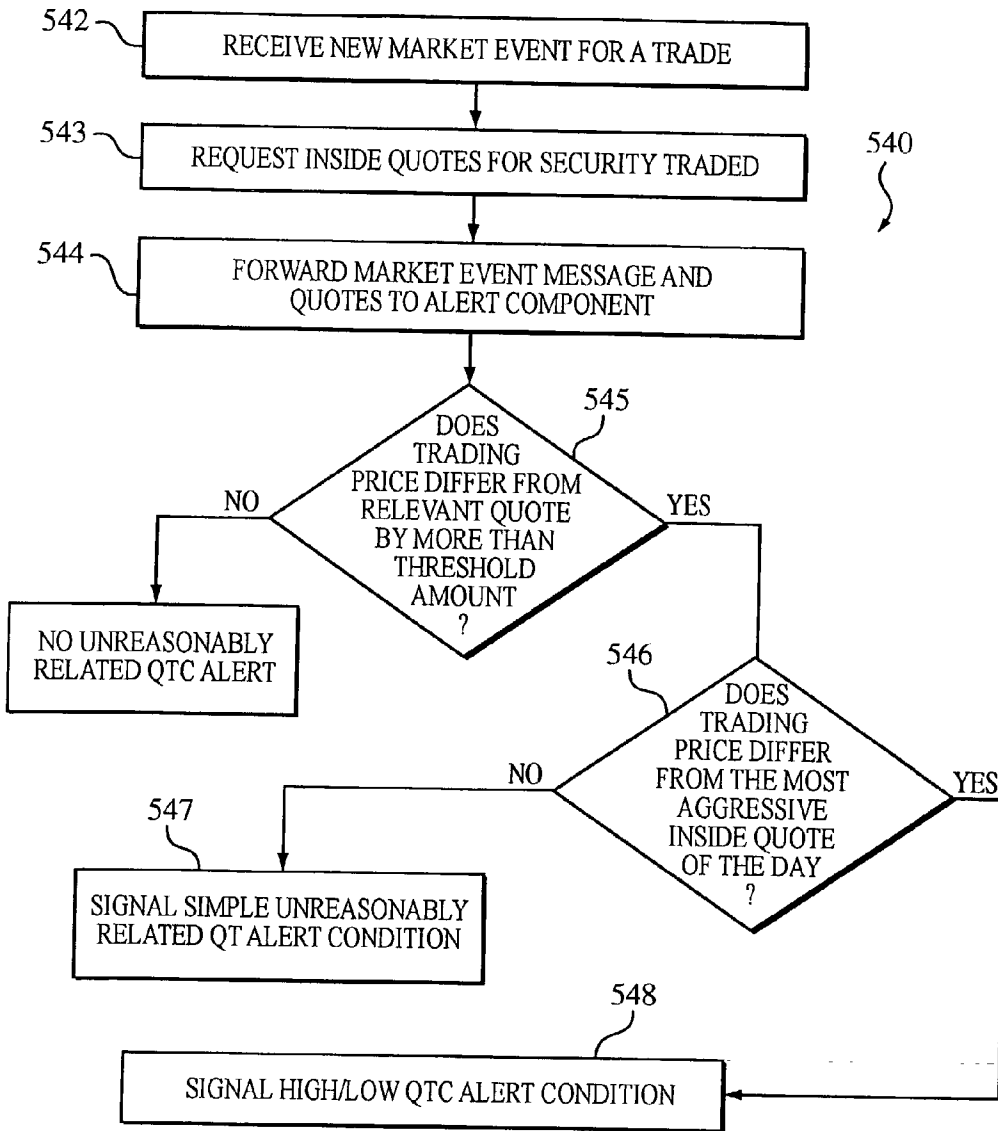 542
RECEIVE NEW MARKET EVENT FOR A TRADE
543
REQUEST INSIDE QUOTES FOR SECURITY TRADED
540
544
FORWARD MARKET EVENT MESSAGE AND
QUOTES TO ALERT COMPONENT
545
DOES
TRADING
PRICE DIFFER FROM
RELEVANT QUOTE
BY MORE THAN
THRESHOLD
AMOUNT
?
NO
YES
NO UNREASONABLY
RELATED QTC ALERT
546
DOES
TRADING
PRICE DIFFER
FROM THE MOST
AGGRESSIVE
INSIDE QUOTE
OF THE DAY
?
NO
YES
547
SIGNAL SIMPLE UNREASONABLY
RELATED QT ALERT CONDITION
548
SIGNAL HIGH/LOW QTC ALERT CONDITION